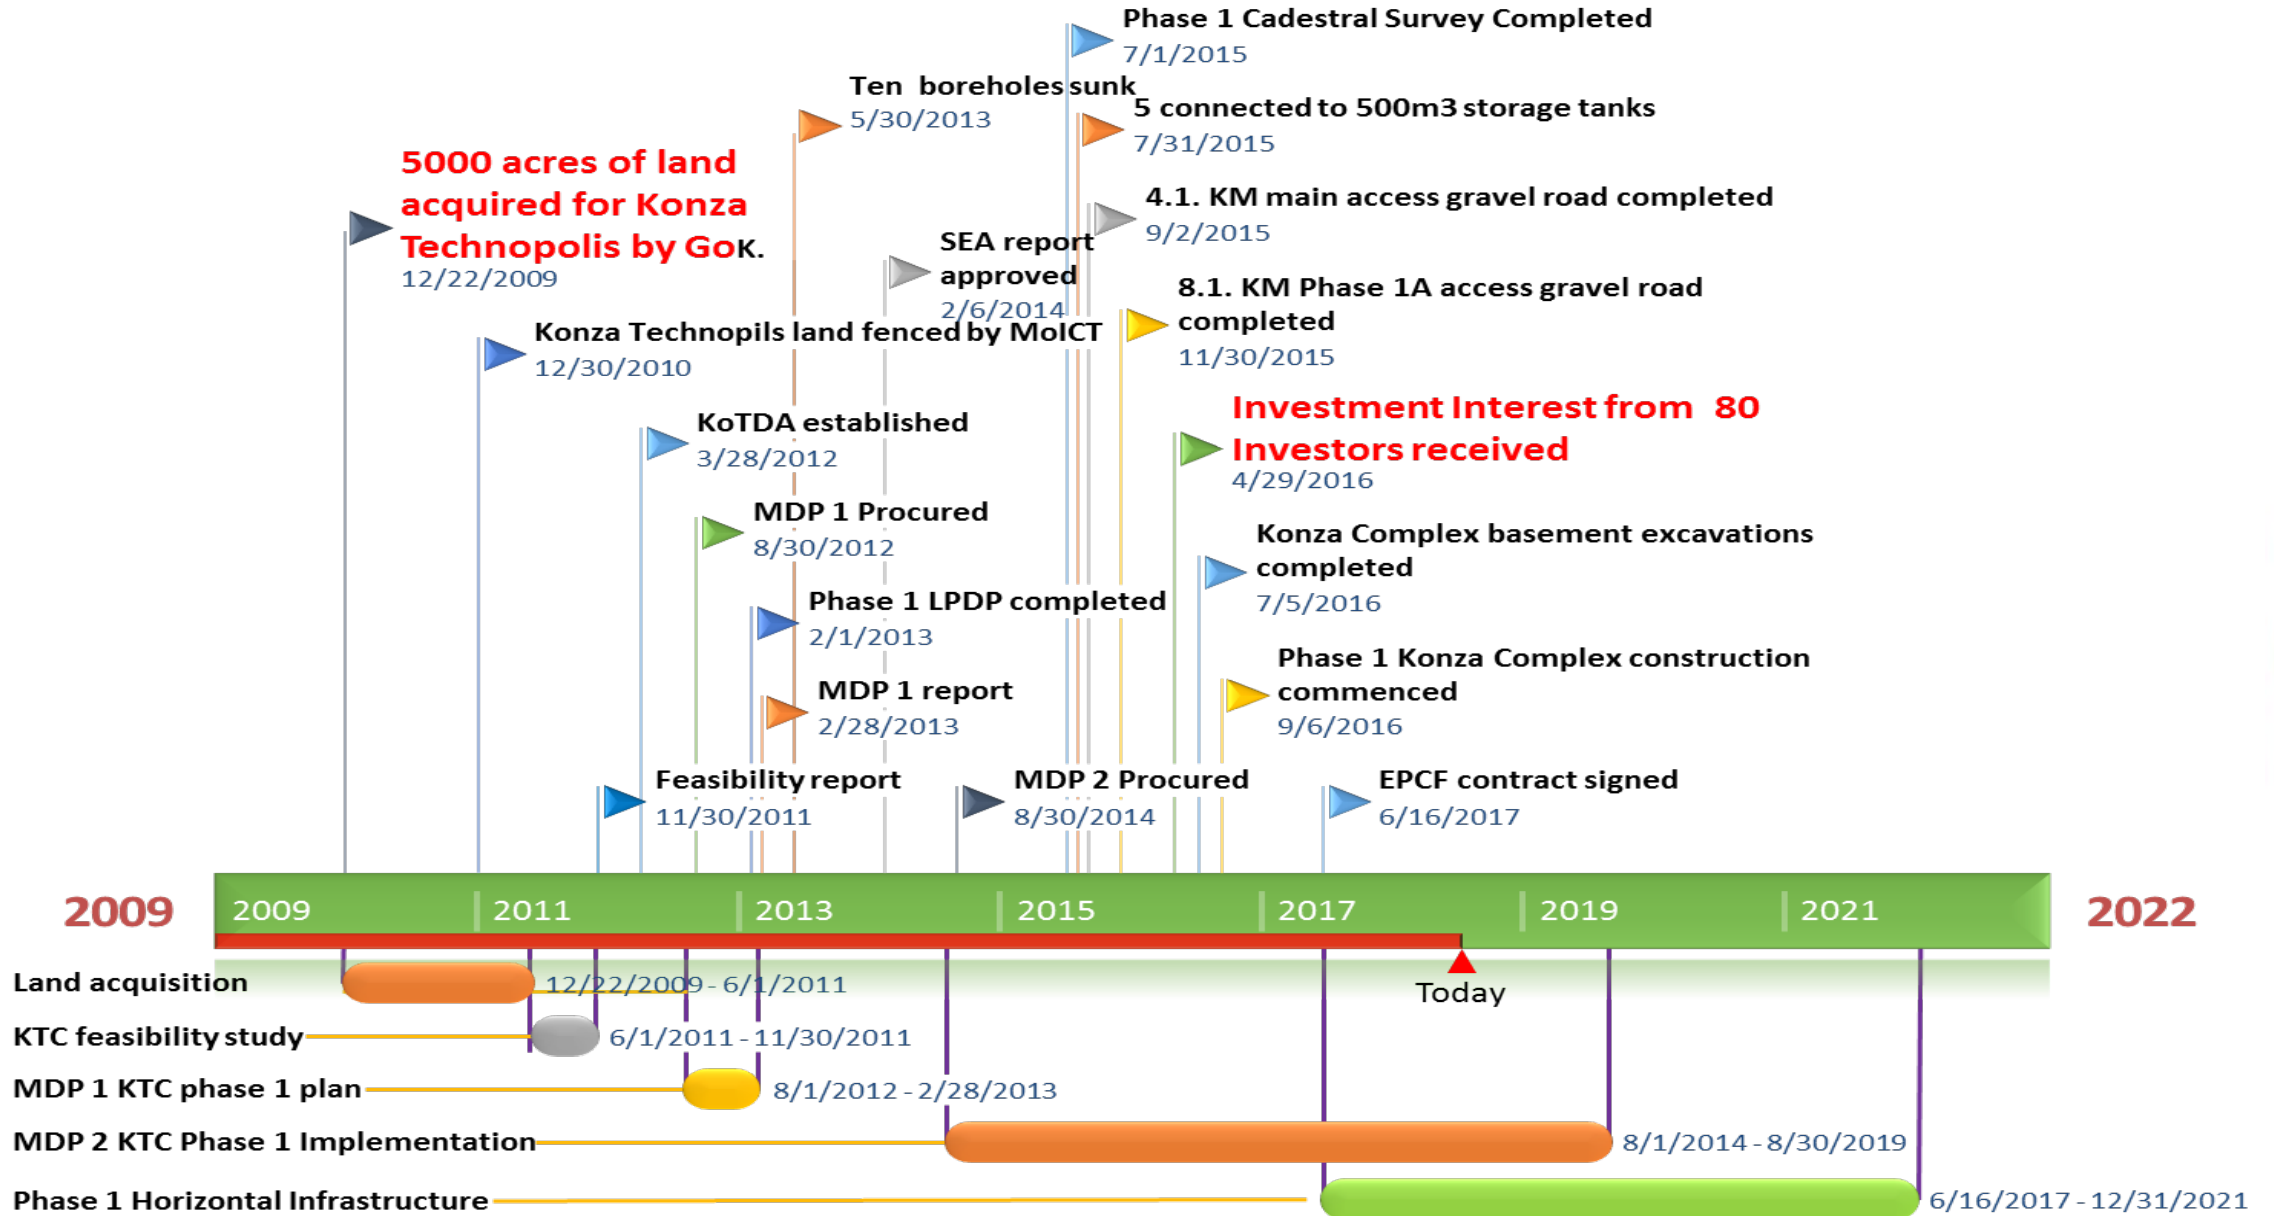 Phase 1 Cadestral Survey Completed
7/1/2015
Ten boreholes sunk
5/30/2013
5 connected to 500m3 storage tanks
7/31/2015
5000 acres of land
acquired for Konza
Technopolis by GoK.
12/22/2009
4.1. KM main access gravel road completed
9/2/2015
SEA report
approved
2/6/2014
8.1. KM Phase 1A access gravel road
completed
11/30/2015
Konza Technopils land fenced by MoICT
12/30/2010
Investment Interest from 80
Investors received
4/29/2016
KoTDA established
3/28/2012
MDP 1 Procured
8/30/2012
Konza Complex basement excavations
completed
7/5/2016
Phase 1 LPDP completed
2/1/2013
Phase 1 Konza Complex construction
commenced
9/6/2016
MDP 1 report
2/28/2013
Feasibility report
11/30/2011
MDP 2 Procured
8/30/2014
EPCF contract signed
6/16/2017
2009
2009 2011 2013 2015 2017 2019 2021
2022
Today
Land acquisition
12/22/2009 - 6/1/2011
KTC feasibility study
6/1/2011 - 11/30/2011
MDP 1 KTC phase 1 plan
8/1/2012 - 2/28/2013
MDP 2 KTC Phase 1 Implementation
8/1/2014 - 8/30/2019
Phase 1 Horizontal Infrastructure
6/16/2017 - 12/31/2021